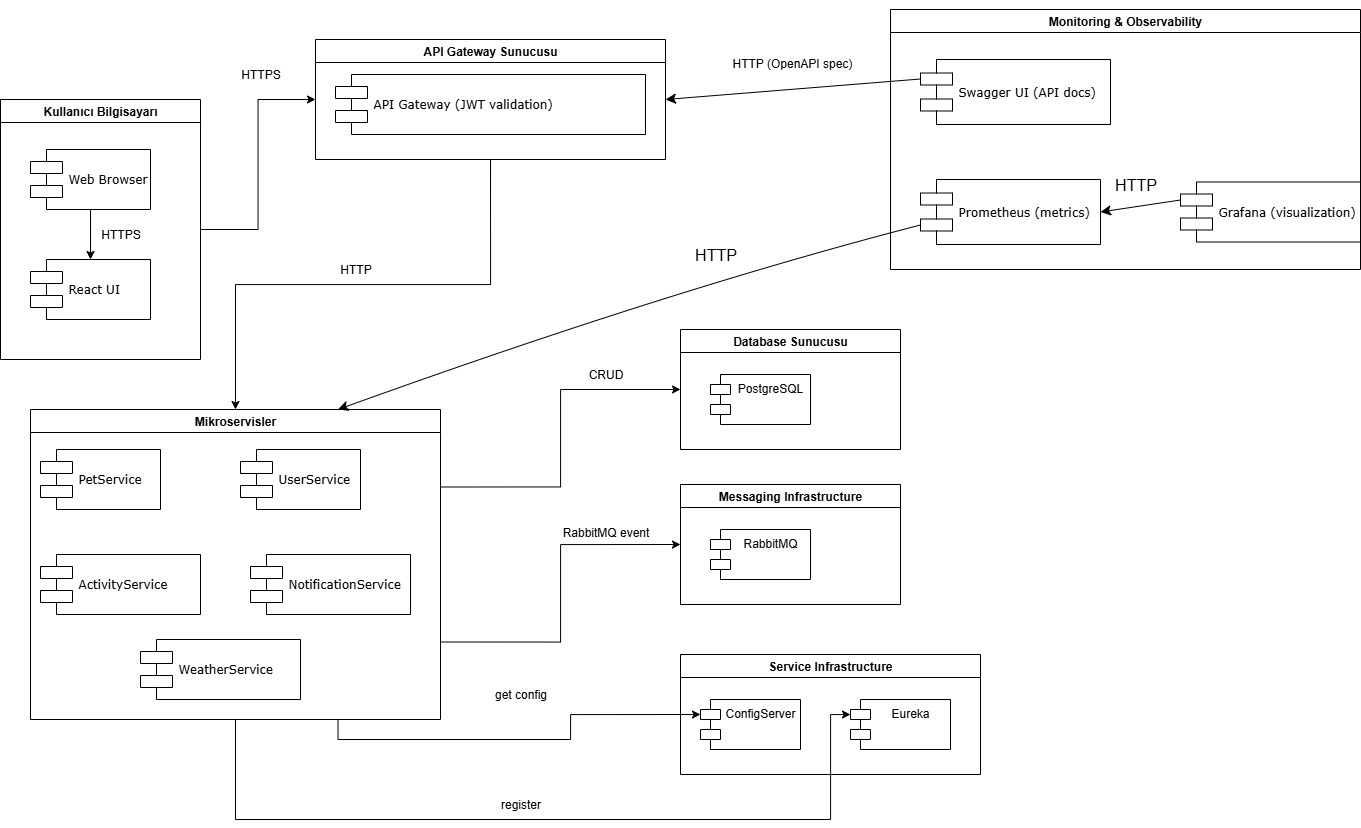 Monitoring & Observability
API Gateway Sunucusu
HTTP (OpenAPI spec)
HTTPS
Swagger UI (API docs)
API Gateway (JWT validation)
Kullanıcı Bilgisayarı
Web Browser
HTTP
Prometheus (metrics)
Grafana (visualization)
HTTPS
HTTP
HTTP
React UI
Database Sunucusu
CRUD
PostgreSQL
Mikroservisler
PetService
UserService
Messaging Infrastructure
RabbitMQ event
RabbitMQ
ActivityService
NotificationService
WeatherService
Service Infrastructure
get config
ConfigServer
Eureka
register